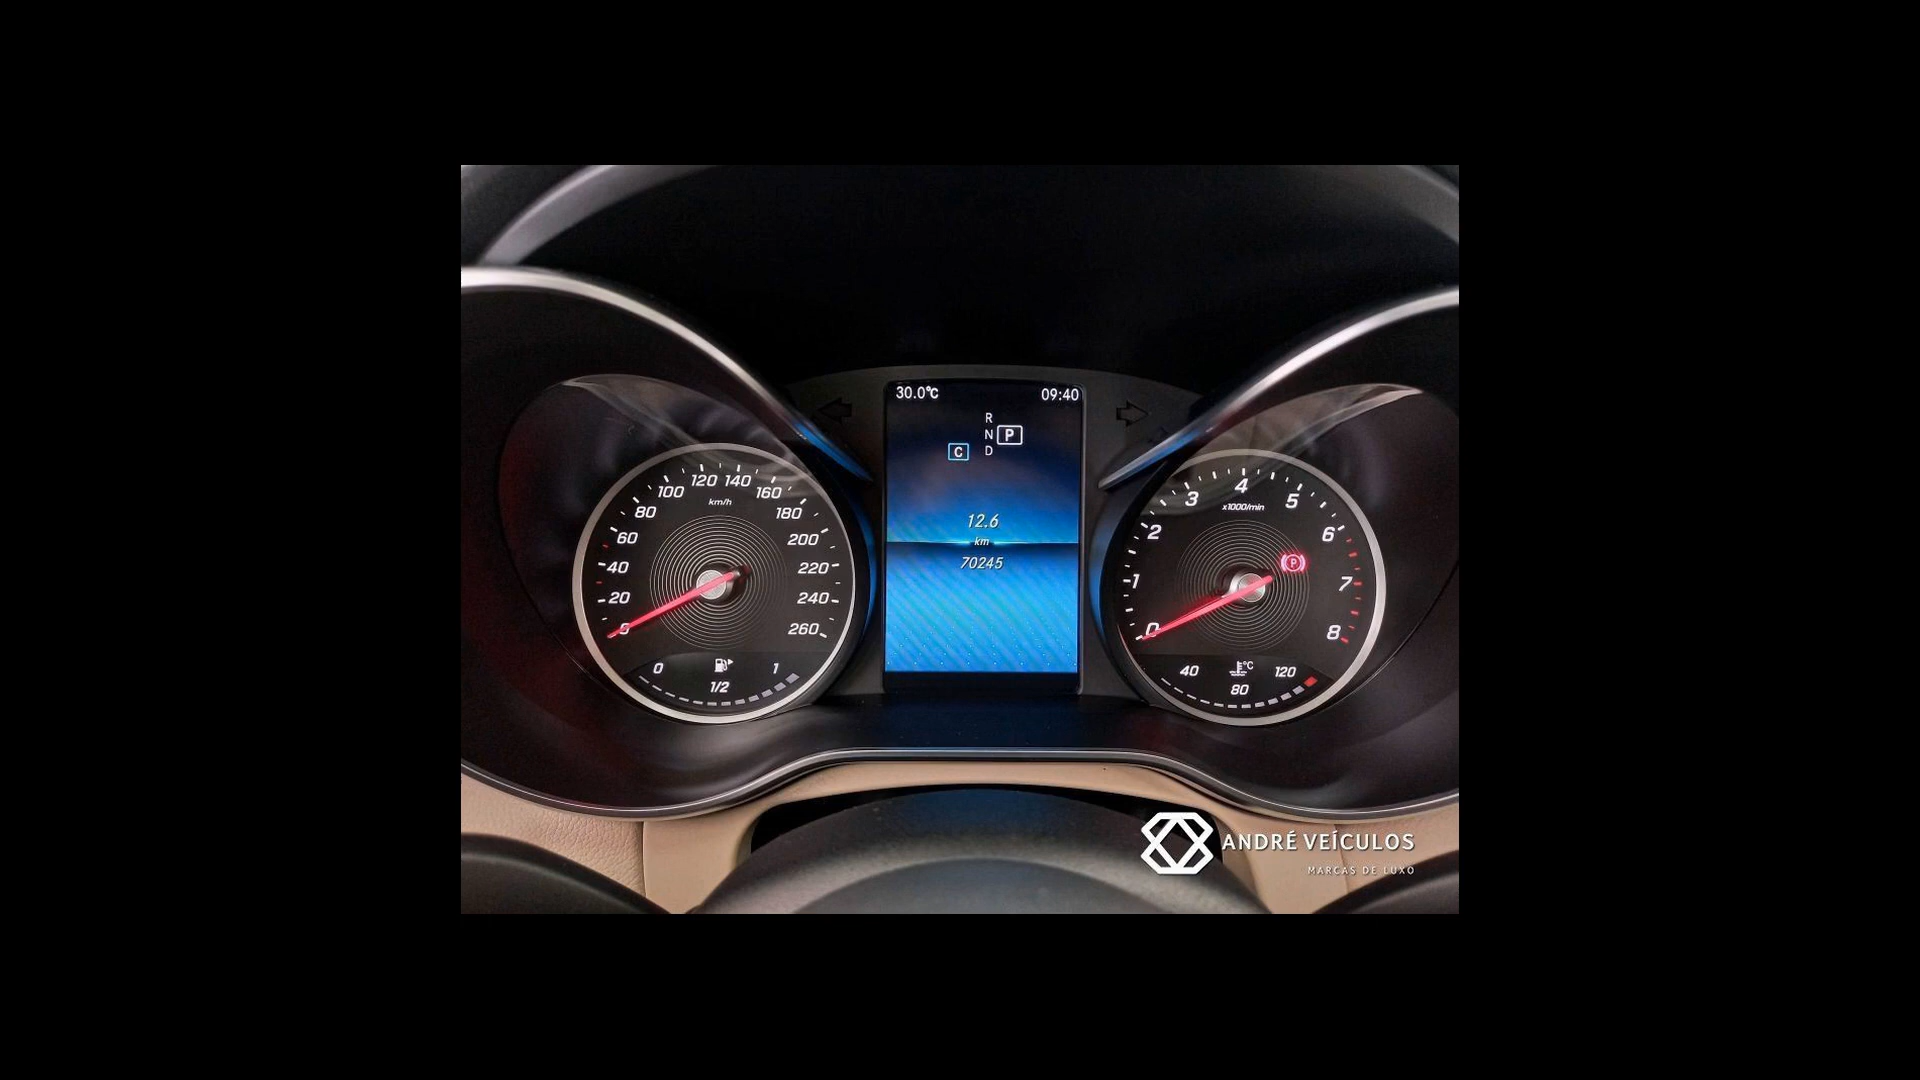 30.0°C 09:40
R
N P
C D
12.6
km
70245
0 20 40 60 80 100 120 140 160 180 200 220 240 260
km/h
0 1/2 1
0 1 2 3 4 5 6 7 8
x1000/min
P
40 80 120
°C
ANDRÉ VEÍCULOS
MARCAS DE LUXO